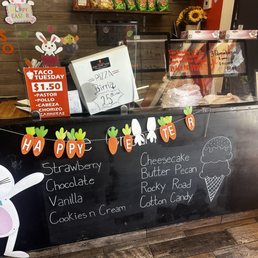 TACO
TUESDAY
$1.50
•PASTOR
•POLLO
•CABEZA
•CHORIZO
HAPPY EASTER
Strawberry
Chocolate
Vanilla
Cookies n Cream
Cheesecake
Butter Pecan
Rocky Road
Cotton Candy